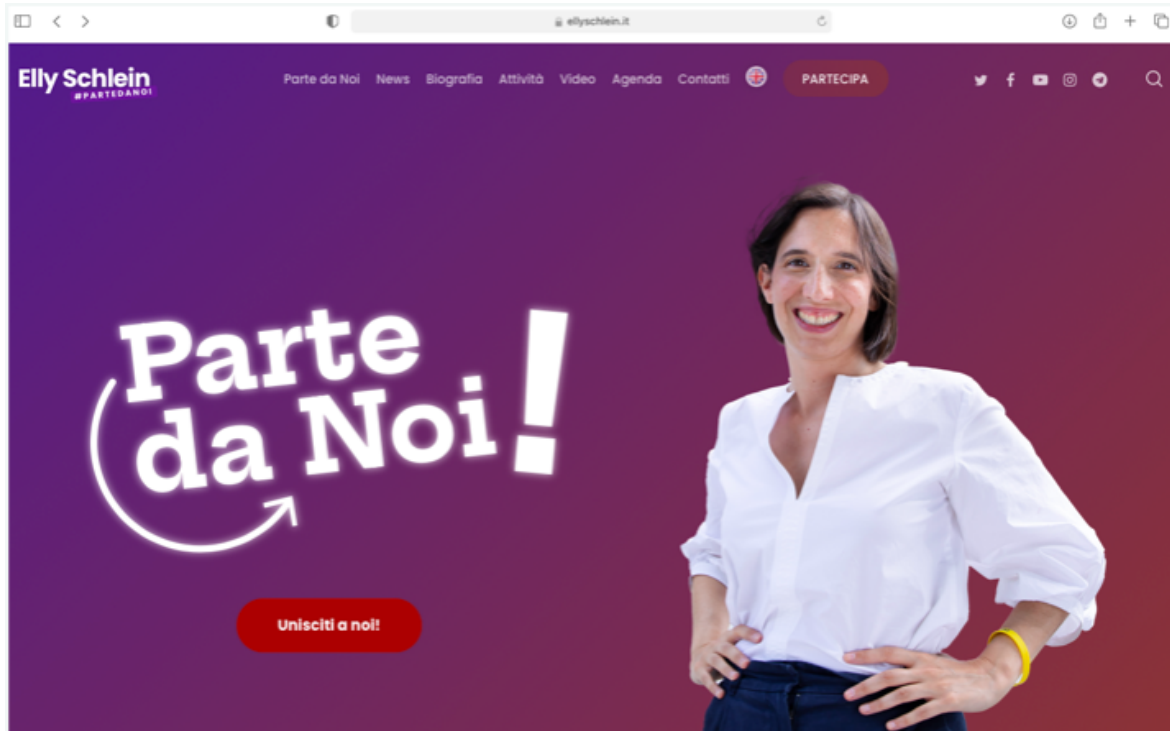 ellyschlein.it
Elly Schlein
#PARTEDANOI
Parte da Noi News Biografia Attività Video Agenda Contatti PARTECIPA
Parte
da Noi!
Unisciti a noi!